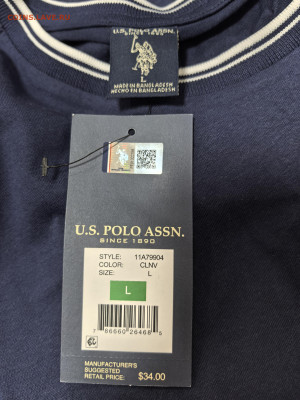 U.S. POLO ASSN.
L
MADE IN BANGLADESH
HECHO EN BANGLADESH
U.S. POLO ASSN.
SINCE 1890
STYLE: 11A79904
COLOR: CLNV
SIZE: L
L
MANUFACTURER'S
SUGGESTED
RETAIL PRICE: $34.00